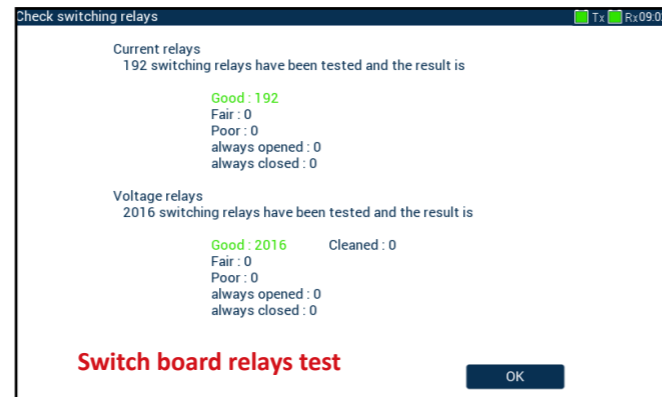 Check switching relays Tx Rx09:0
Current relays
192 switching relays have been tested and the result is
Good : 192
Fair : 0
Poor : 0
always opened : 0
always closed : 0
Voltage relays
2016 switching relays have been tested and the result is
Good : 2016 Cleaned : 0
Fair : 0
Poor : 0
always opened : 0
always closed : 0
Switch board relays test
OK